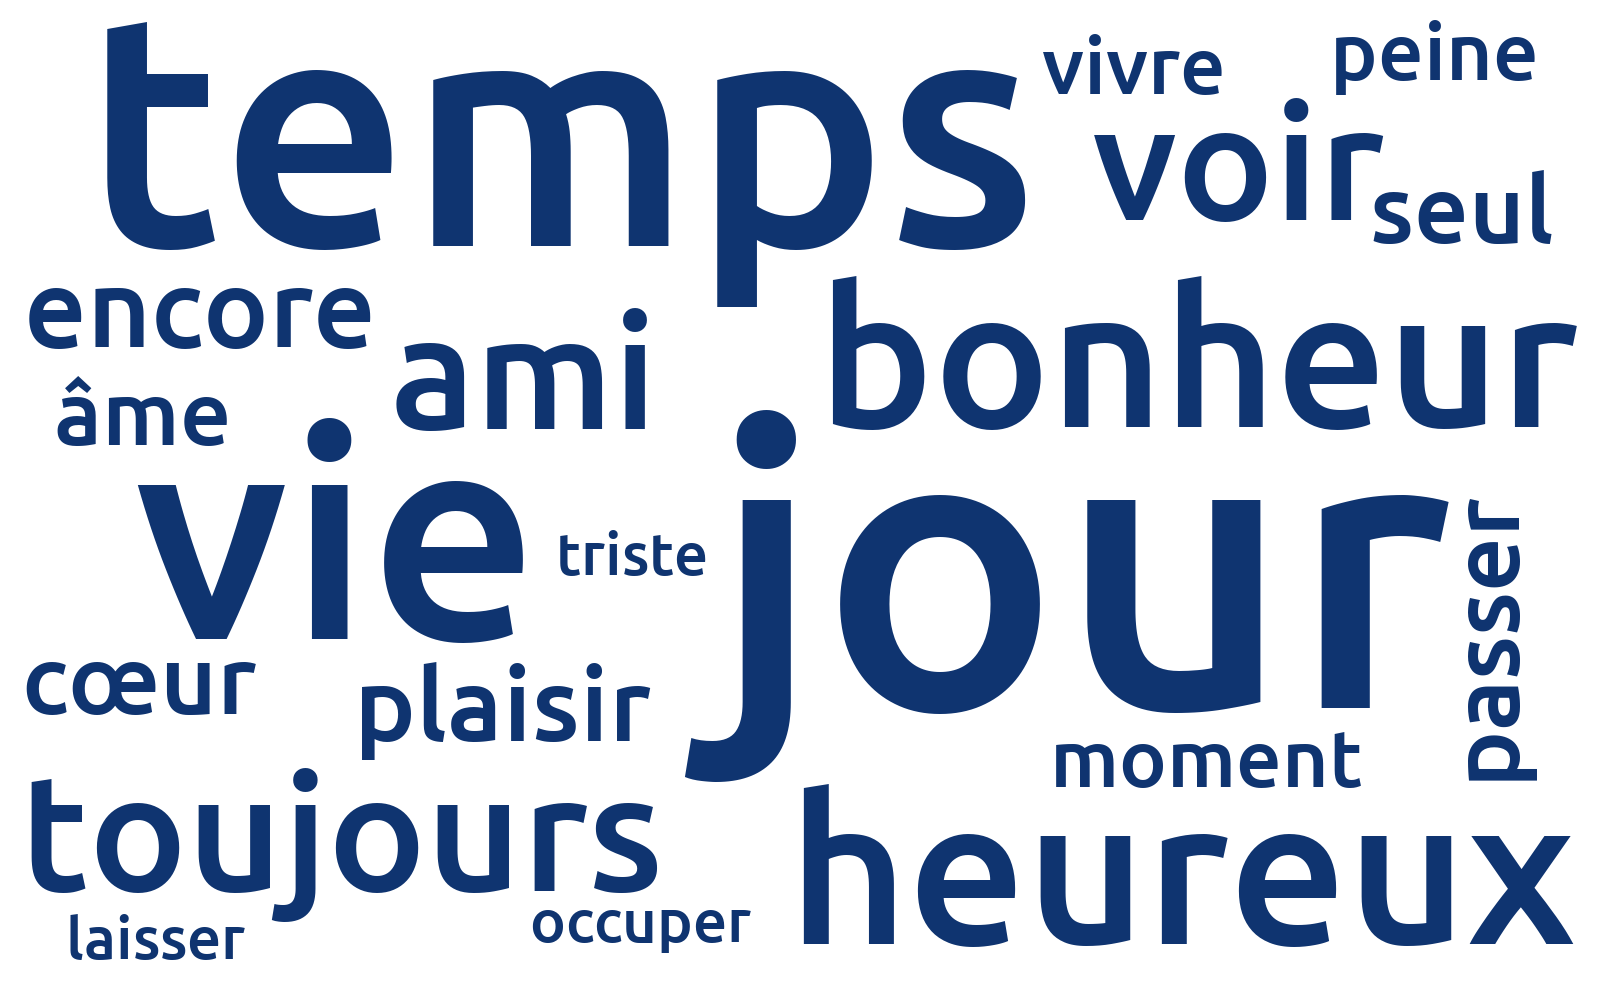 temps
vivre
peine
voir
seul
encore
ami
bonheur
âme
vie
jour
triste
passer
cœur
plaisir
moment
toujours
heureux
laisser
occuper